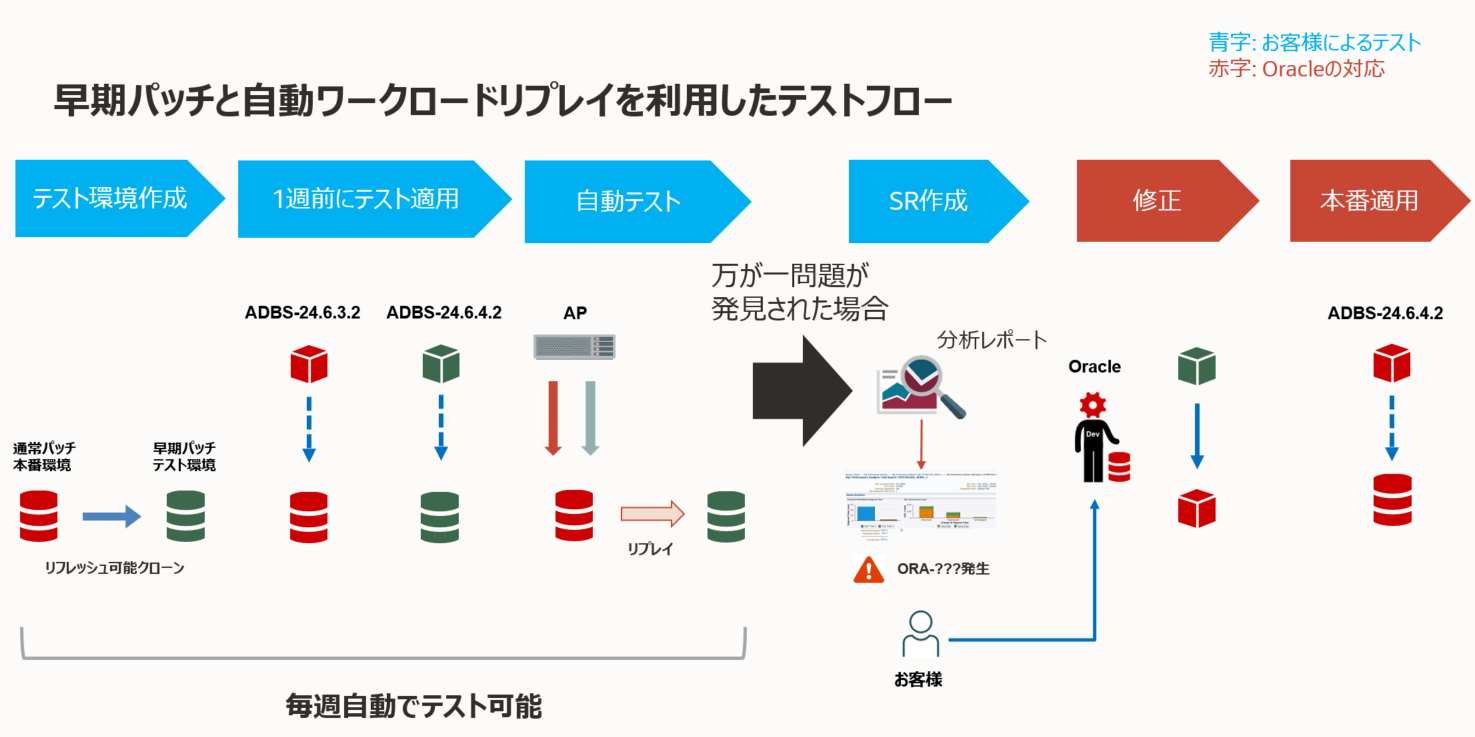 青字: お客様によるテスト
赤字: Oracleの対応
早期パッチと自動ワークロードリプレイを利用したテストフロー
テスト環境作成
1週前にテスト適用
自動テスト
SR作成
修正
本番適用
万が一問題が
発見された場合
ADBS-24.6.3.2
ADBS-24.6.4.2
AP
ADBS-24.6.4.2
分析レポート
Oracle
Dev
通常パッチ
本番環境
早期パッチ
テスト環境
リフレッシュ可能クローン
リプレイ
ORA-???発生
お客様
毎週自動でテスト可能